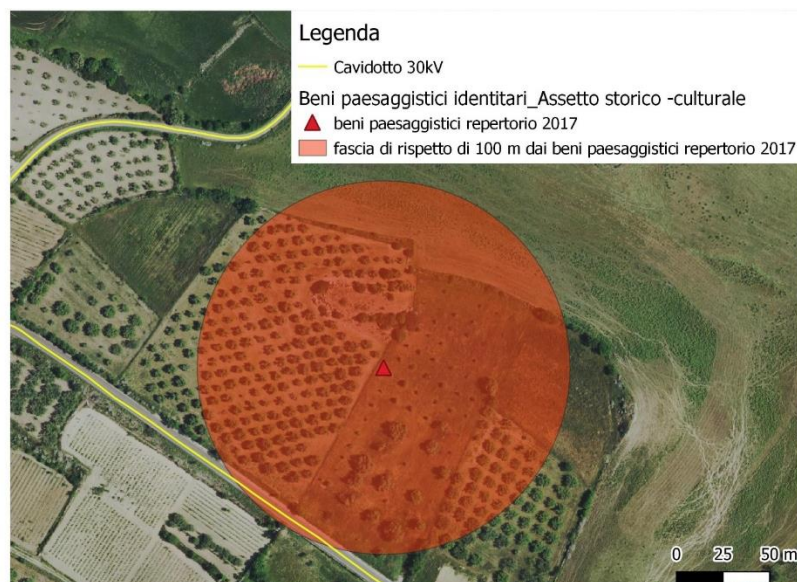 Legenda
Cavidotto 30kV
Beni paesaggistici identitari_Assetto storico -culturale
beni paesaggistici repertorio 2017
fascia di rispetto di 100 m dai beni paesaggistici repertorio 2017
0 25 50 m